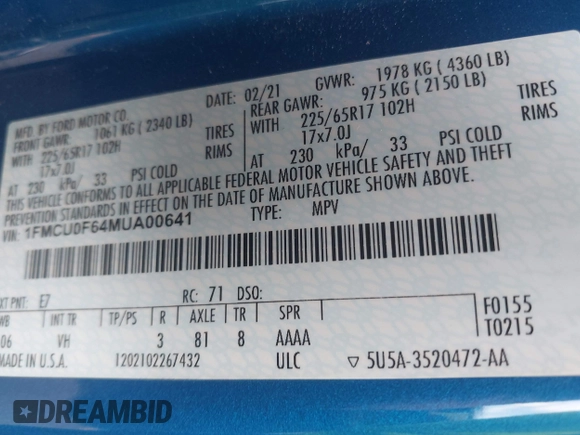 MFD. BY FORD MOTOR CO. DATE: 02/21 GVWR: 1978 KG ( 4360 LB)
FRONT GAWR: 1061 KG ( 2340 LB) REAR GAWR: 975 KG ( 2150 LB)
WITH 225/65R17 102H TIRES WITH 225/65R17 102H TIRES
17x7.0J RIMS 17x7.0J RIMS
AT 230 kPa/ 33 PSI COLD AT 230 kPa/ 33 PSI COLD
THIS VEHICLE CONFORMS TO ALL APPLICABLE FEDERAL MOTOR VEHICLE SAFETY AND THEFT
PREVENTION STANDARDS IN EFFECT ON THE DATE OF MANUFACTURE SHOWN ABOVE.
VIN: 1FMCU0F64MUA00641 TYPE: MPV
XT PNT: E7 RC: 71 DSO:
WB INT TR TP/PS R AXLE TR SPR F0155
06 VH 3 81 8 AAAA T0215
MADE IN U.S.A. I202102267432 ULC ▽ 5U5A-3520472-AA
DREAMBID